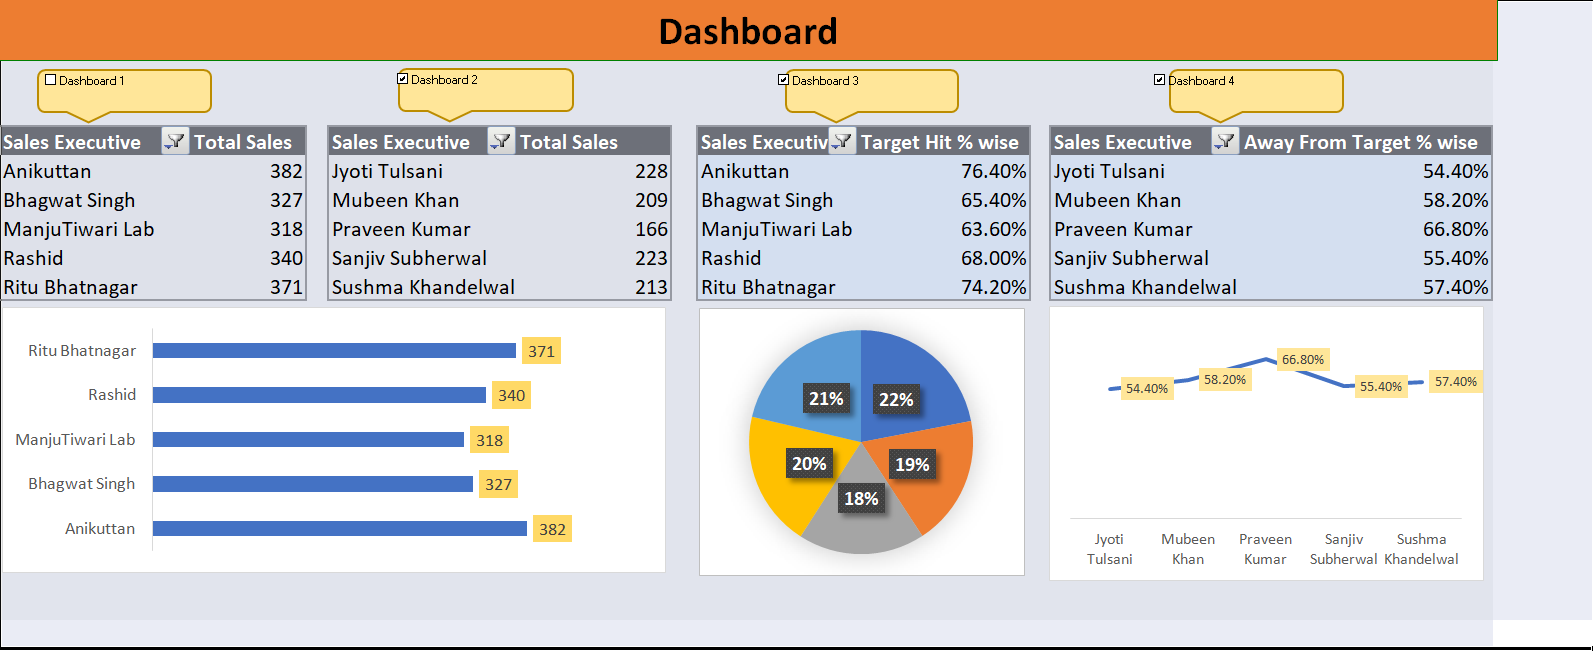 Dashboard
Dashboard 1
Dashboard 2
Dashboard 3
Dashboard 4
Sales Executive Total Sales
Anikuttan 382
Bhagwat Singh 327
ManjuTiwari Lab 318
Rashid 340
Ritu Bhatnagar 371
Sales Executive Total Sales
Jyoti Tulsani 228
Mubeen Khan 209
Praveen Kumar 166
Sanjiv Subherwal 223
Sushma Khandelwal 213
Sales Executiv Target Hit % wise
Anikuttan 76.40%
Bhagwat Singh 65.40%
ManjuTiwari Lab 63.60%
Rashid 68.00%
Ritu Bhatnagar 74.20%
Sales Executive Away From Target % wise
Jyoti Tulsani 54.40%
Mubeen Khan 58.20%
Praveen Kumar 66.80%
Sanjiv Subherwal 55.40%
Sushma Khandelwal 57.40%
Ritu Bhatnagar 371
Rashid 340
ManjuTiwari Lab 318
Bhagwat Singh 327
Anikuttan 382
21% 22%
20% 19%
18%
66.80%
58.20%
54.40%
55.40%
57.40%
Jyoti Mubeen Praveen Sanjiv Sushma
Tulsani Khan Kumar Subherwal Khandelwal